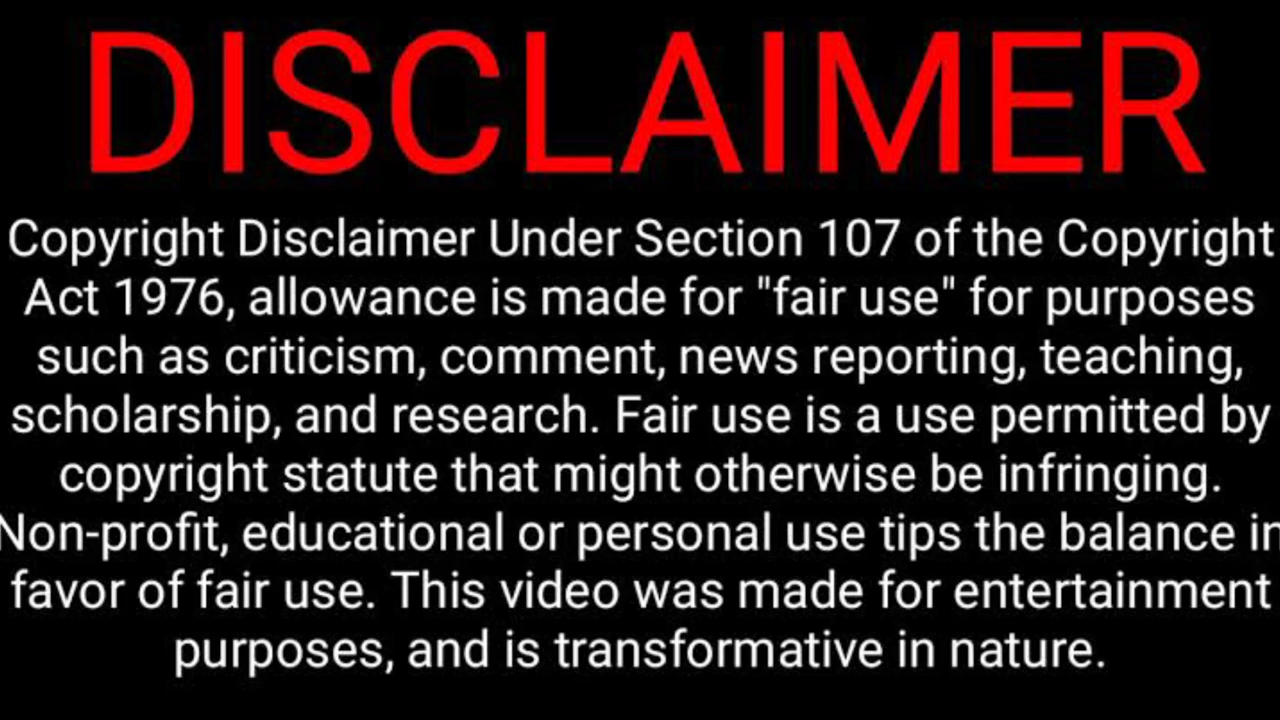 DISCLAIMER
Copyright Disclaimer Under Section 107 of the Copyright
Act 1976, allowance is made for "fair use" for purposes
such as criticism, comment, news reporting, teaching,
scholarship, and research. Fair use is a use permitted by
copyright statute that might otherwise be infringing.
Non-profit, educational or personal use tips the balance in
favor of fair use. This video was made for entertainment
purposes, and is transformative in nature.